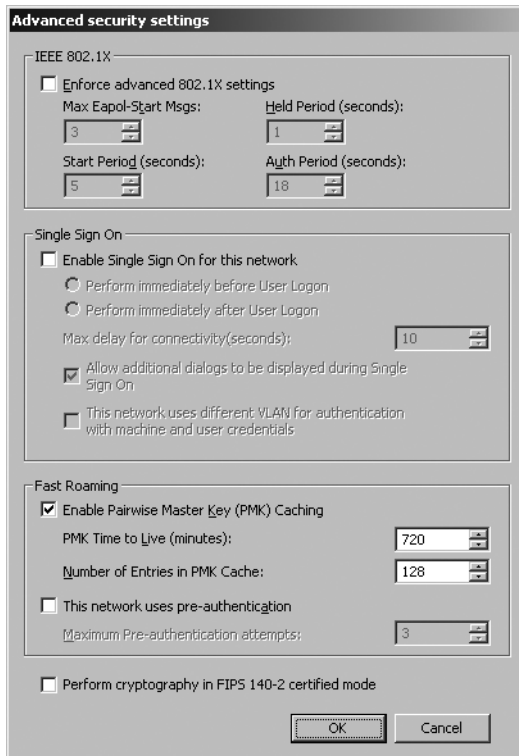 Advanced security settings
IEEE 802.1X
Enforce advanced 802.1X settings
Max Eapol-Start Msgs:
Held Period (seconds):
3
1
Start Period (seconds):
Auth Period (seconds):
5
18
Single Sign On
Enable Single Sign On for this network
Perform immediately before User Logon
Perform immediately after User Logon
Max delay for connectivity(seconds):
10
Allow additional dialogs to be displayed during Single
Sign On
This network uses different VLAN for authentication
with machine and user credentials
Fast Roaming
Enable Pairwise Master Key (PMK) Caching
PMK Time to Live (minutes):
720
Number of Entries in PMK Cache:
128
This network uses pre-authentication
Maximum Pre-authentication attempts:
3
Perform cryptography in FIPS 140-2 certified mode
OK
Cancel